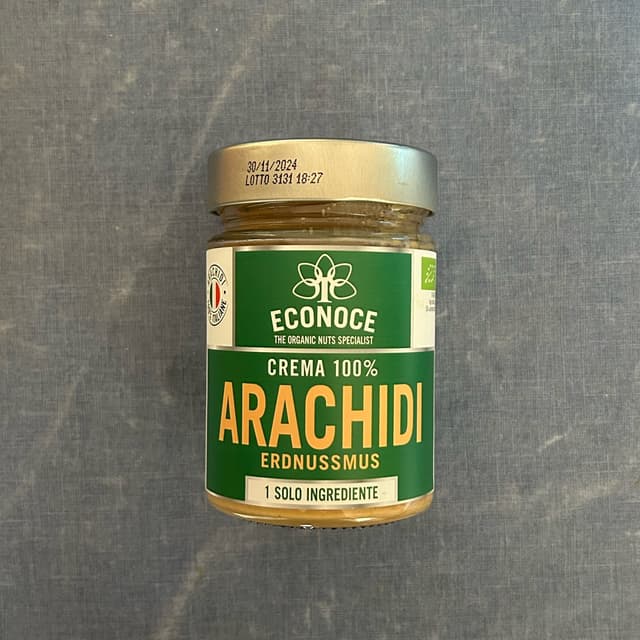 30/11/2024
LOTTO 3131 18:27
ECONOCE
THE ORGANIC NUTS SPECIALIST
CREMA 100%
ARACHIDI
ERDNUSSMUS
1 SOLO INGREDIENTE